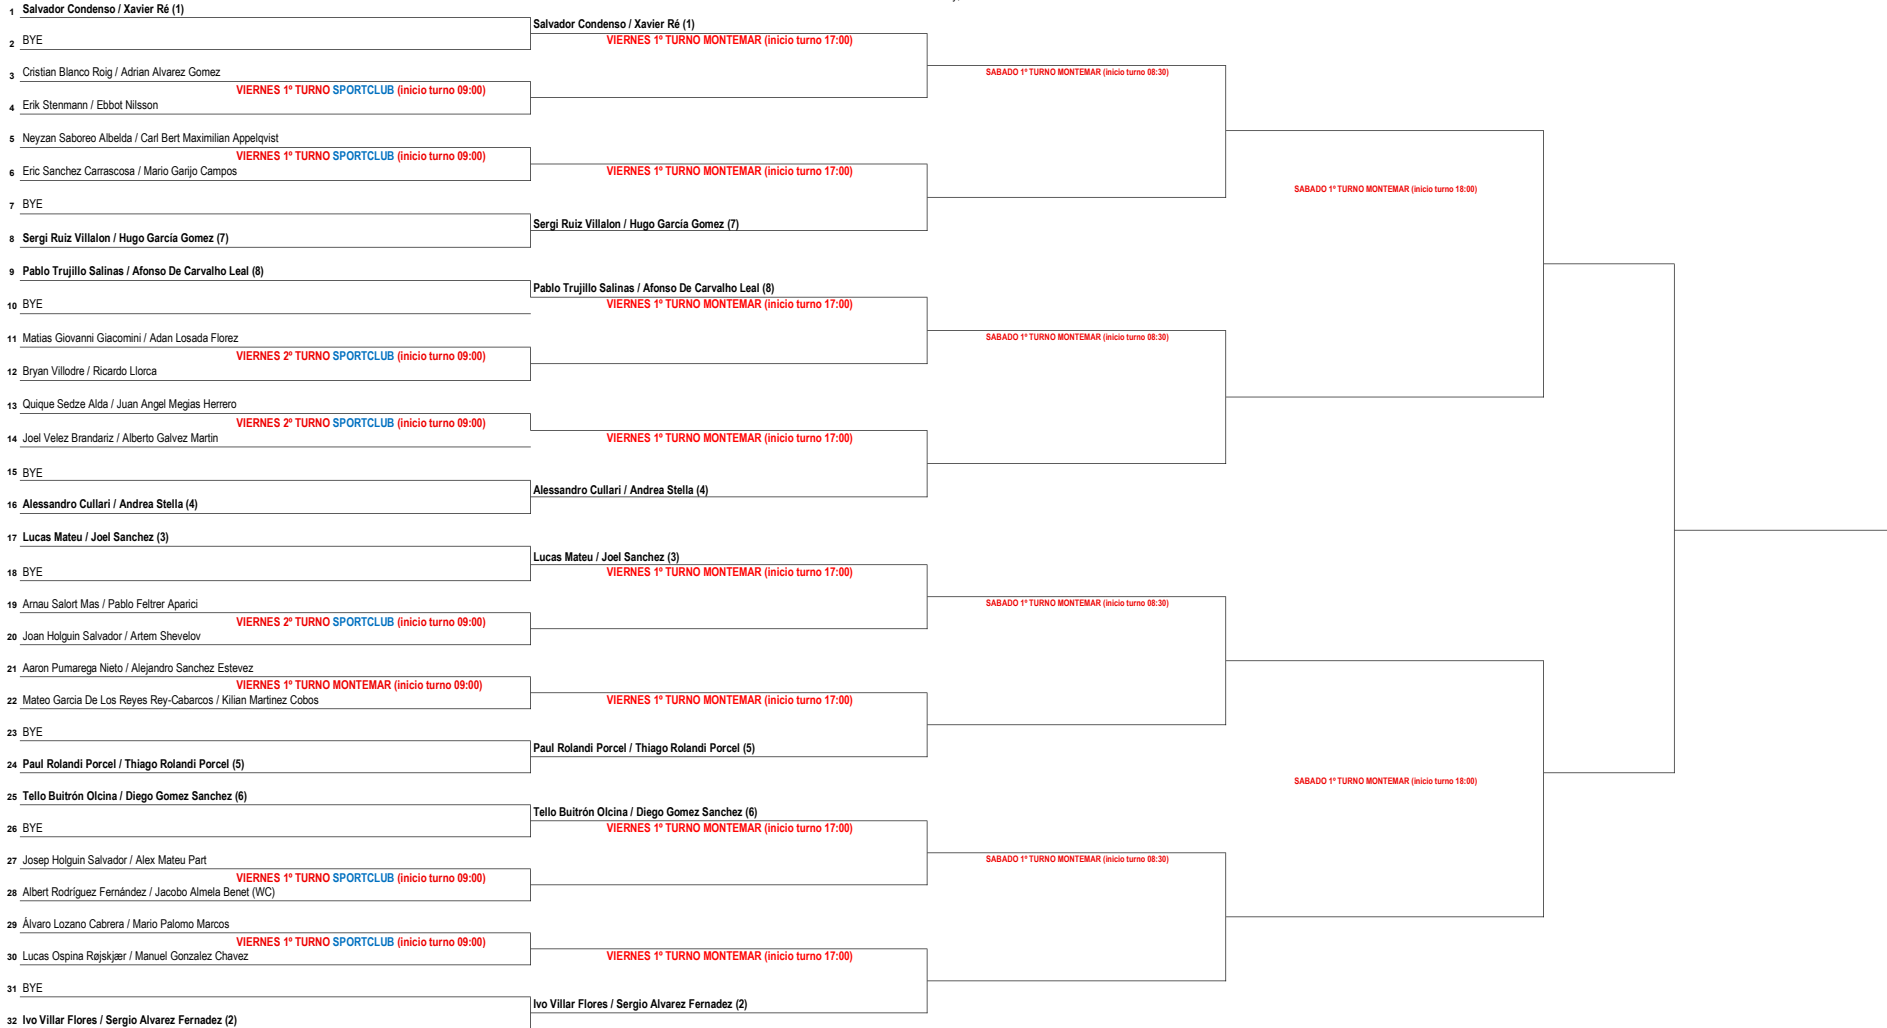 1 Salvador Condenso / Xavier Ré (1)
Salvador Condenso / Xavier Ré (1)
2 BYE
VIERNES 1º TURNO MONTEMAR (inicio turno 17:00)
3 Cristian Blanco Roig / Adrian Alvarez Gomez
SABADO 1º TURNO MONTEMAR (inicio turno 08:30)
VIERNES 1º TURNO SPORTCLUB (inicio turno 09:00)
4 Erik Stenmann / Ebbot Nilsson
5 Neyzan Saboreo Albelda / Carl Bert Maximilian Appelqvist
VIERNES 1º TURNO SPORTCLUB (inicio turno 09:00)
6 Eric Sanchez Carrascosa / Mario Garijo Campos
VIERNES 1º TURNO MONTEMAR (inicio turno 17:00)
SABADO 1º TURNO MONTEMAR (inicio turno 18:00)
7 BYE
Sergi Ruiz Villalon / Hugo García Gomez (7)
8 Sergi Ruiz Villalon / Hugo García Gomez (7)
9 Pablo Trujillo Salinas / Afonso De Carvalho Leal (8)
Pablo Trujillo Salinas / Afonso De Carvalho Leal (8)
10 BYE
VIERNES 1º TURNO MONTEMAR (inicio turno 17:00)
11 Matias Giovanni Giacomini / Adan Losada Florez
SABADO 1º TURNO MONTEMAR (inicio turno 08:30)
VIERNES 2º TURNO SPORTCLUB (inicio turno 09:00)
12 Bryan Villodre / Ricardo Llorca
13 Quique Sedze Alda / Juan Angel Megias Herrero
VIERNES 2º TURNO SPORTCLUB (inicio turno 09:00)
14 Joel Velez Brandariz / Alberto Galvez Martin
VIERNES 1º TURNO MONTEMAR (inicio turno 17:00)
15 BYE
Alessandro Cullari / Andrea Stella (4)
16 Alessandro Cullari / Andrea Stella (4)
17 Lucas Mateu / Joel Sanchez (3)
Lucas Mateu / Joel Sanchez (3)
18 BYE
VIERNES 1º TURNO MONTEMAR (inicio turno 17:00)
19 Arnau Salort Mas / Pablo Feltrer Aparici
SABADO 1º TURNO MONTEMAR (inicio turno 08:30)
VIERNES 2º TURNO SPORTCLUB (inicio turno 09:00)
20 Joan Holguin Salvador / Artem Shevelov
21 Aaron Pumarega Nieto / Alejandro Sanchez Estevez
VIERNES 1º TURNO MONTEMAR (inicio turno 09:00)
22 Mateo Garcia De Los Reyes Rey-Cabarcos / Kilian Martinez Cobos
VIERNES 1º TURNO MONTEMAR (inicio turno 17:00)
23 BYE
Paul Rolandi Porcel / Thiago Rolandi Porcel (5)
24 Paul Rolandi Porcel / Thiago Rolandi Porcel (5)
SABADO 1º TURNO MONTEMAR (inicio turno 18:00)
25 Tello Buitrón Olcina / Diego Gomez Sanchez (6)
Tello Buitrón Olcina / Diego Gomez Sanchez (6)
26 BYE
VIERNES 1º TURNO MONTEMAR (inicio turno 17:00)
27 Josep Holguin Salvador / Alex Mateu Part
SABADO 1º TURNO MONTEMAR (inicio turno 08:30)
VIERNES 1º TURNO SPORTCLUB (inicio turno 09:00)
28 Albert Rodríguez Fernández / Jacobo Almela Benet (WC)
29 Álvaro Lozano Cabrera / Mario Palomo Marcos
VIERNES 1º TURNO SPORTCLUB (inicio turno 09:00)
30 Lucas Ospina Røjskjær / Manuel Gonzalez Chavez
VIERNES 1º TURNO MONTEMAR (inicio turno 17:00)
31 BYE
Ivo Villar Flores / Sergio Alvarez Fernadez (2)
32 Ivo Villar Flores / Sergio Alvarez Fernadez (2)